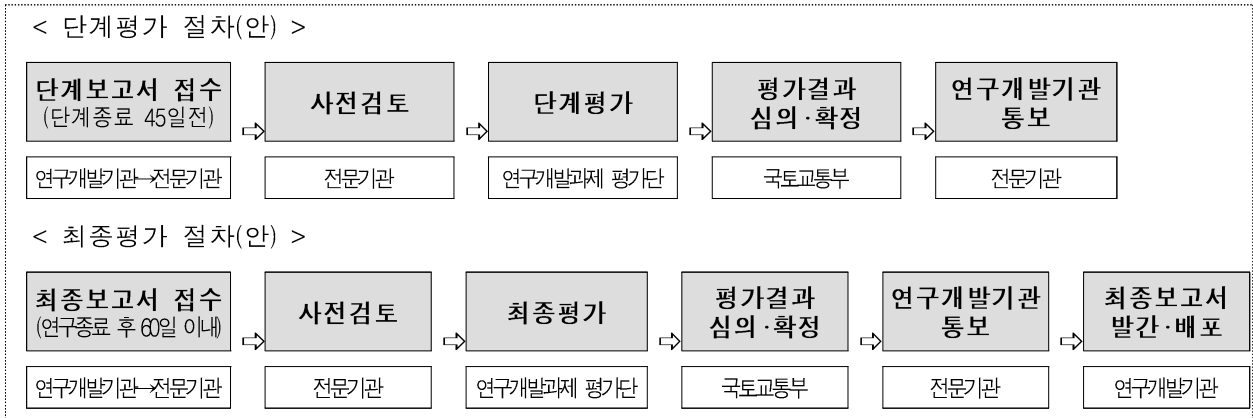 < 단계평가 절차(안) >
단계보고서 접수
(단계종료 45일전)
⇨
사전검토
⇨
단계평가
⇨
평가결과
심의·확정
⇨
연구개발기관
통보
연구개발기관→전문기관
전문기관
연구개발과제 평가단
국토교통부
전문기관
< 최종평가 절차(안) >
최종보고서 접수
(연구종료 후 60일 이내)
⇨
사전검토
⇨
최종평가
⇨
평가결과
심의·확정
⇨
연구개발기관
통보
⇨
최종보고서
발간·배포
연구개발기관→전문기관
전문기관
연구개발과제 평가단
국토교통부
전문기관
연구개발기관